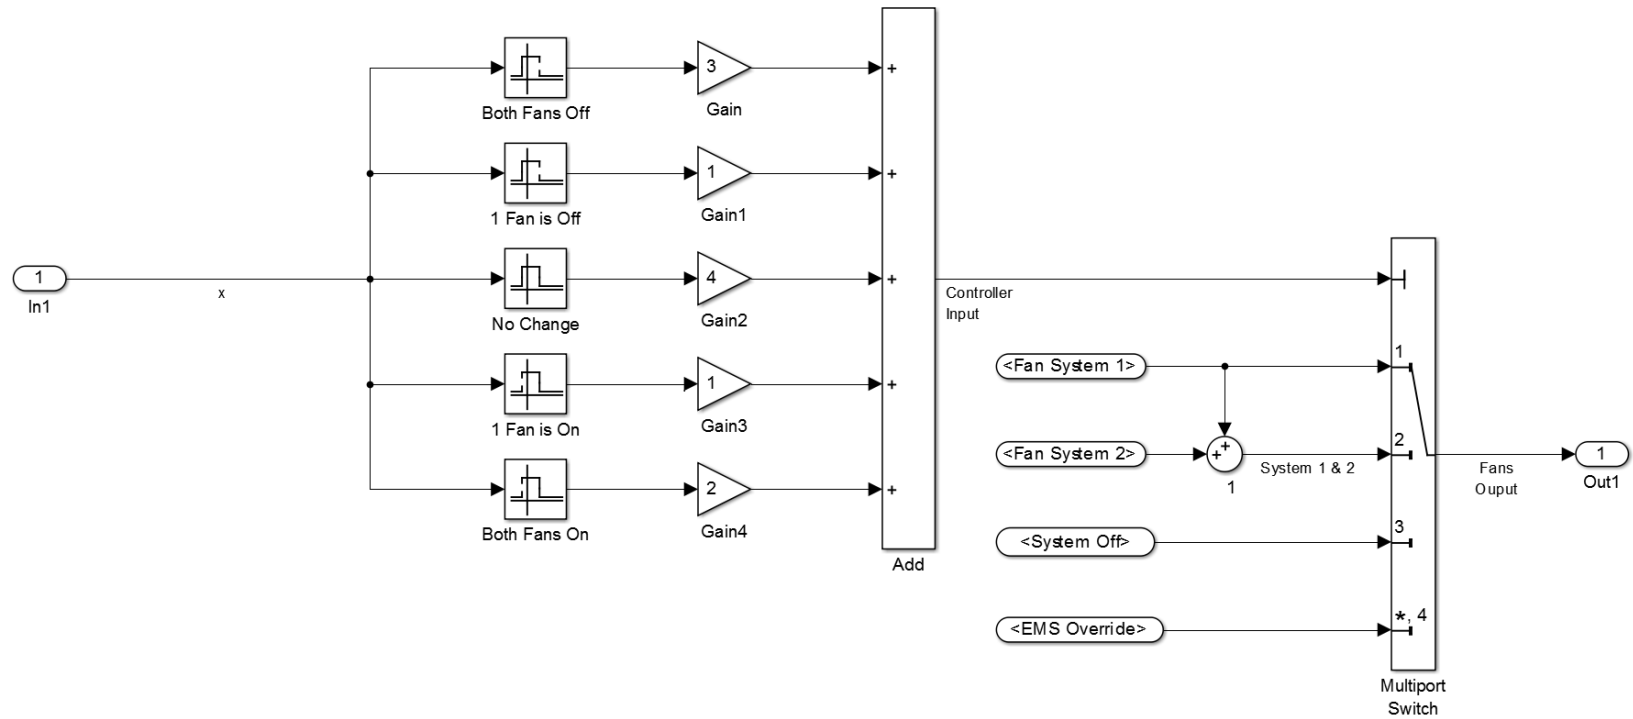 3
+
Both Fans Off
Gain
1
+
1 Fan is Off
Gain1
1
In1
x
4
+
No Change
Gain2
Controller
Input
1
+
1 Fan is On
Gain3
2
+
Both Fans On
Gain4
Add
<Fan System 1>
1
<Fan System 2>
+
+
1
System 1 & 2
2
<System Off>
3
<EMS Override>
*, 4
Multiport
Switch
Fans
Ouput
1
Out1